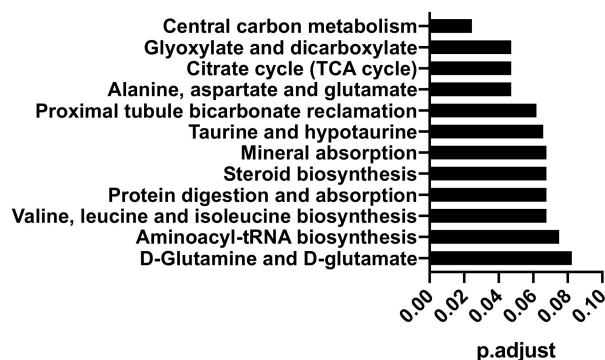 Central carbon metabolism
Glyoxylate and dicarboxylate
Citrate cycle (TCA cycle)
Alanine, aspartate and glutamate
Proximal tubule bicarbonate reclamation
Taurine and hypotaurine
Mineral absorption
Steroid biosynthesis
Protein digestion and absorption
Valine, leucine and isoleucine biosynthesis
Aminoacyl-tRNA biosynthesis
D-Glutamine and D-glutamate
0.00 0.02 0.04 0.06 0.08 0.10
p.adjust